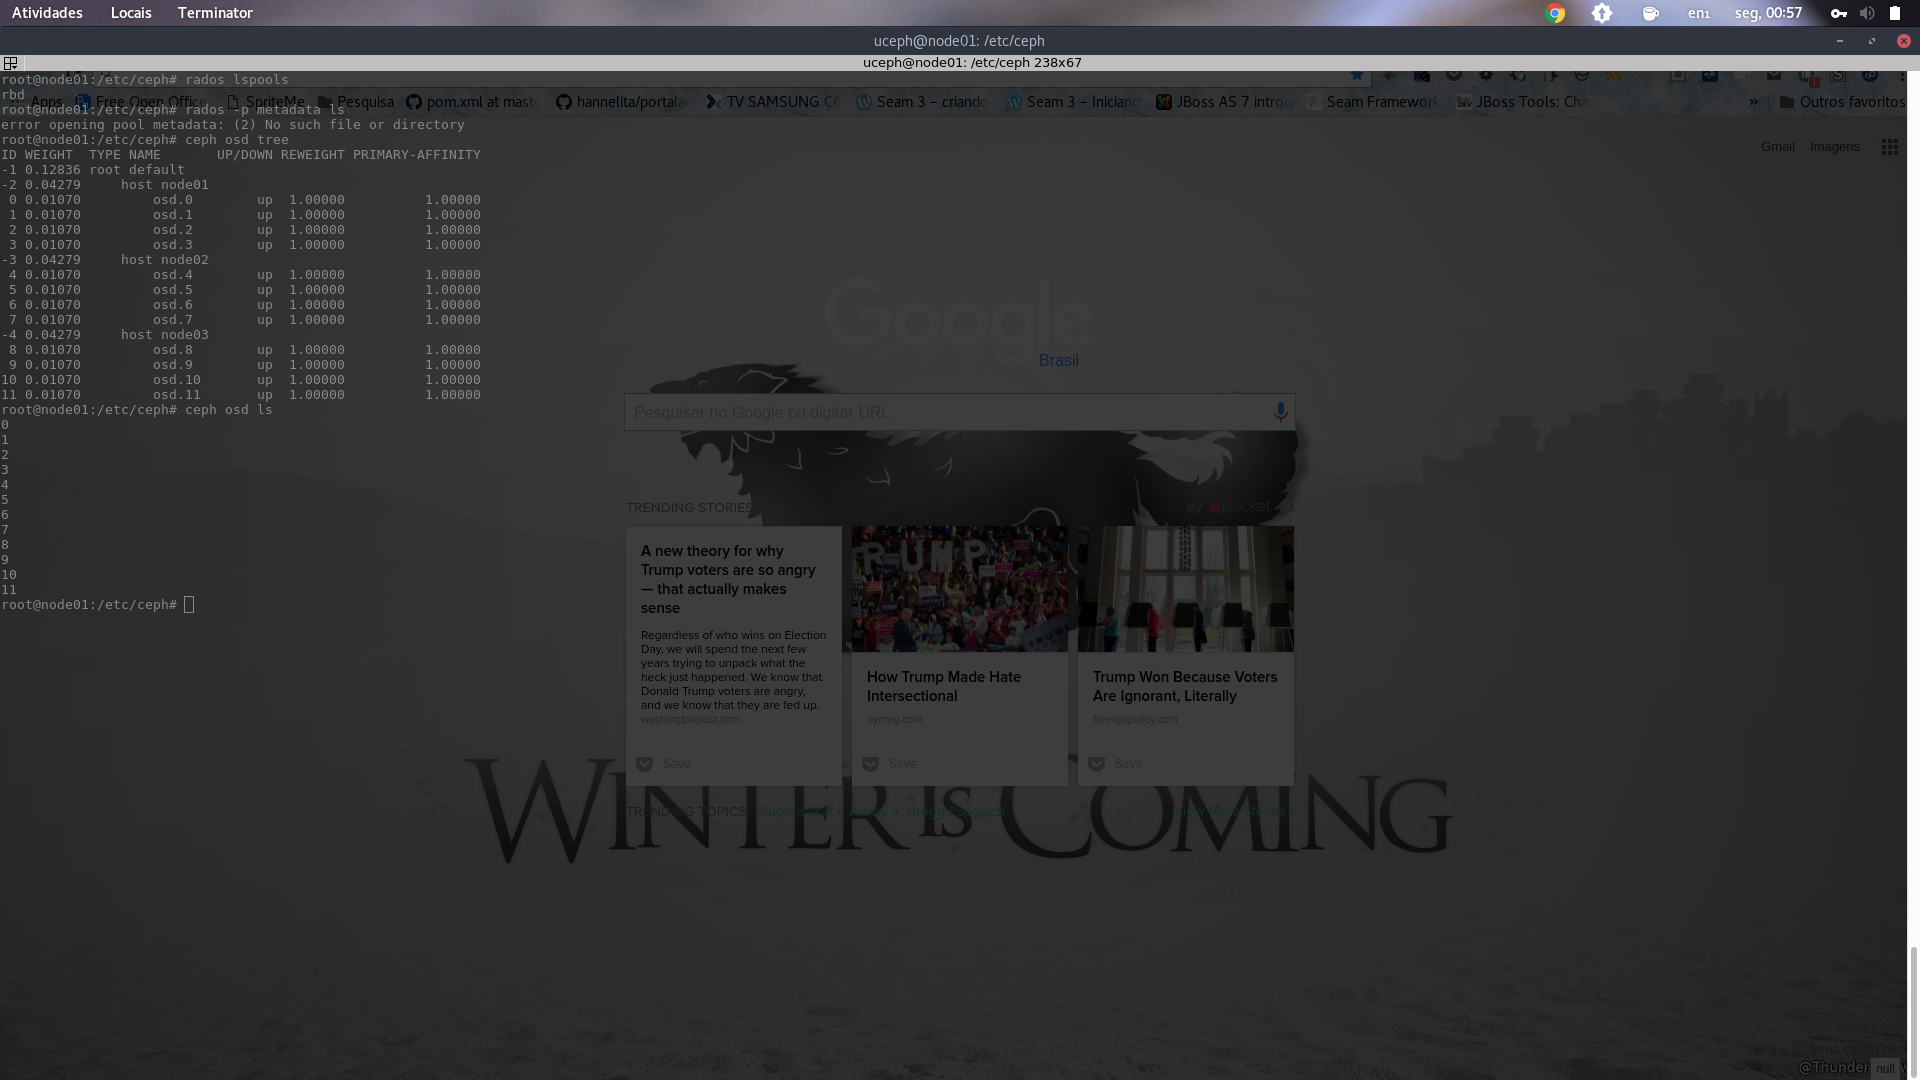 Atividades Locais Terminator en₁ seg, 00:57
uceph@node01: /etc/ceph
uceph@node01: /etc/ceph 238x67
root@node01:/etc/ceph# rados lspools
rbd
Apps Free Open Office SpriteMe Pesquisa pom.xml at maste hannelita/portalac TV SAMSUNG CC Seam 3 – criando Seam 3 – Iniciand JBoss AS 7 introd Seam Framework JBoss Tools: Cha » Outros favoritos
root@node01:/etc/ceph# rados -p metadata ls
error opening pool metadata: (2) No such file or directory
root@node01:/etc/ceph# ceph osd tree
ID WEIGHT TYPE NAME UP/DOWN REWEIGHT PRIMARY-AFFINITY
-1 0.12836 root default
-2 0.04279 host node01
0 0.01070 osd.0 up 1.00000 1.00000
1 0.01070 osd.1 up 1.00000 1.00000
2 0.01070 osd.2 up 1.00000 1.00000
3 0.01070 osd.3 up 1.00000 1.00000
-3 0.04279 host node02
4 0.01070 osd.4 up 1.00000 1.00000
5 0.01070 osd.5 up 1.00000 1.00000
6 0.01070 osd.6 up 1.00000 1.00000
7 0.01070 osd.7 up 1.00000 1.00000
-4 0.04279 host node03
8 0.01070 osd.8 up 1.00000 1.00000
9 0.01070 osd.9 up 1.00000 1.00000
10 0.01070 osd.10 up 1.00000 1.00000
11 0.01070 osd.11 up 1.00000 1.00000
root@node01:/etc/ceph# ceph osd ls
0
1
2
3
4
5
6
7
8
9
10
11
root@node01:/etc/ceph#
Gmail Imagens
Google
Brasil
Pesquisar no Google ou digitar URL
TRENDING STORIES by pocket
A new theory for why
Trump voters are so angry
— that actually makes
sense
Regardless of who wins on Election
Day, we will spend the next few
years trying to unpack what the
heck just happened. We know that
Donald Trump voters are angry,
and we know that they are fed up.
washingtonpost.com
Save
TRUMP
How Trump Made Hate
Intersectional
nymag.com
Save
Trump Won Because Voters
Are Ignorant, Literally
foreignpolicy.com
Save
TRENDING TOPICS Gregg Popovich View More Stories
WINTER IS COMING
@Thunder null